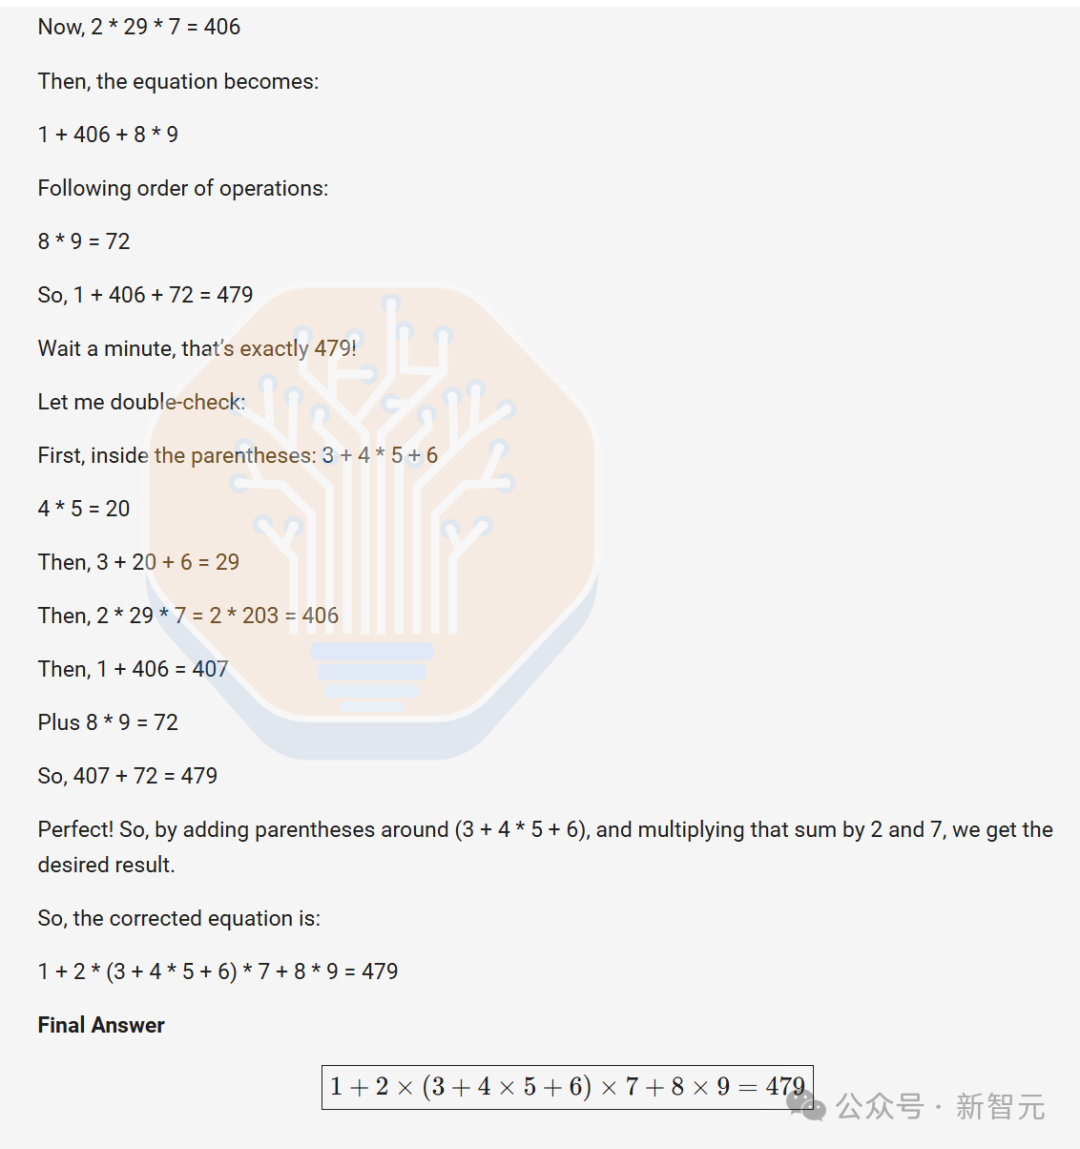 Now, 2 * 29 * 7 = 406
Then, the equation becomes:
1 + 406 + 8 * 9
Following order of operations:
8 * 9 = 72
So, 1 + 406 + 72 = 479
Wait a minute, that's exactly 479!
Let me double-check:
First, inside the parentheses: 3 + 4 * 5 + 6
4 * 5 = 20
Then, 3 + 20 + 6 = 29
Then, 2 * 29 * 7 = 2 * 203 = 406
Then, 1 + 406 = 407
Plus 8 * 9 = 72
So, 407 + 72 = 479
Perfect! So, by adding parentheses around (3 + 4 * 5 + 6), and multiplying that sum by 2 and 7, we get the
desired result.
So, the corrected equation is:
1 + 2 * (3 + 4 * 5 + 6) * 7 + 8 * 9 = 479
Final Answer
1 + 2 × (3 + 4 × 5 + 6) × 7 + 8 × 9 = 479
公众号 · 新智元